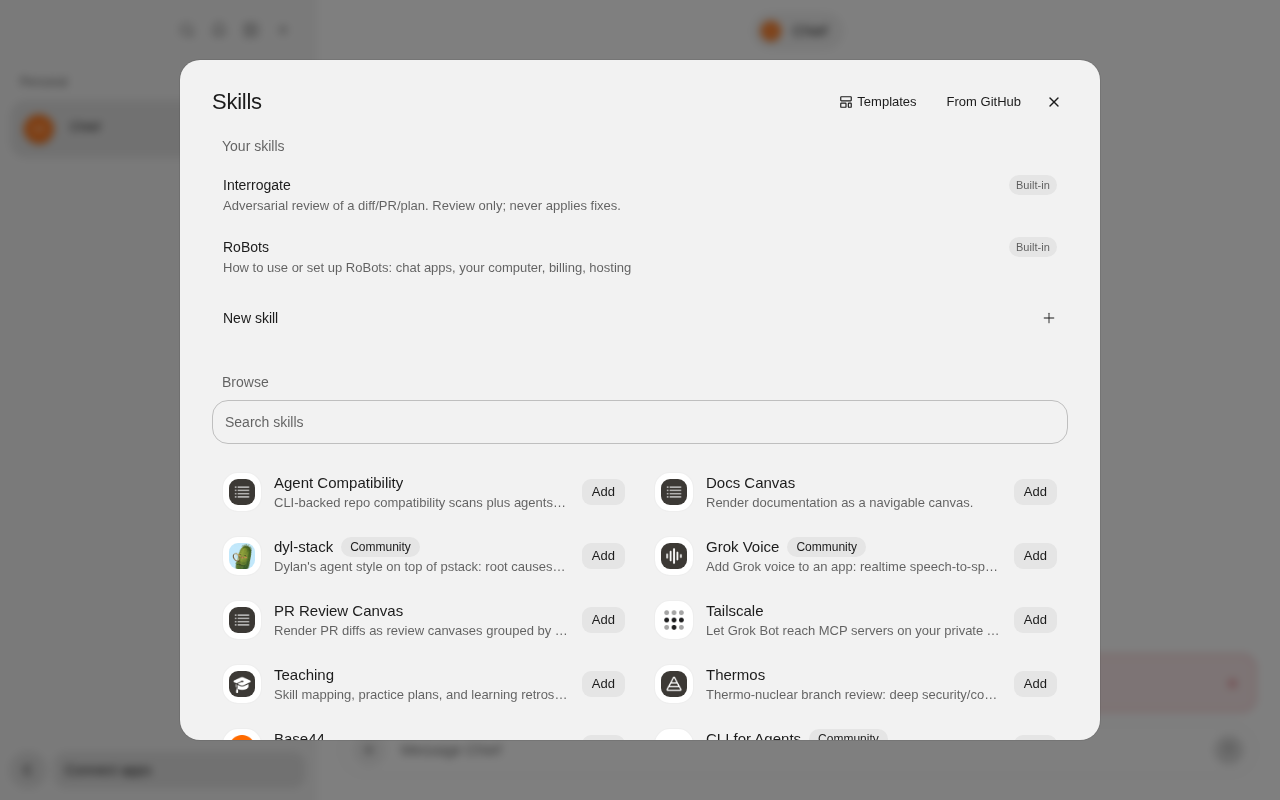 Skills
Templates
From GitHub
Your skills
Interrogate
Built-in
Adversarial review of a diff/PR/plan. Review only; never applies fixes.
RoBots
Built-in
How to use or set up RoBots: chat apps, your computer, billing, hosting
New skill
Browse
Search skills
Agent Compatibility
CLI-backed repo compatibility scans plus agents…
Add
Docs Canvas
Render documentation as a navigable canvas.
Add
dyl-stack
Community
Dylan's agent style on top of pstack: root causes…
Add
Grok Voice
Community
Add Grok voice to an app: realtime speech-to-sp…
Add
PR Review Canvas
Render PR diffs as review canvases grouped by …
Add
Tailscale
Let Grok Bot reach MCP servers on your private …
Add
Teaching
Skill mapping, practice plans, and learning retros…
Add
Thermos
Thermo-nuclear branch review: deep security/co…
Add
Base44
CLI for Agents
Community
Chef
Chef
Connect apps
Message Chef